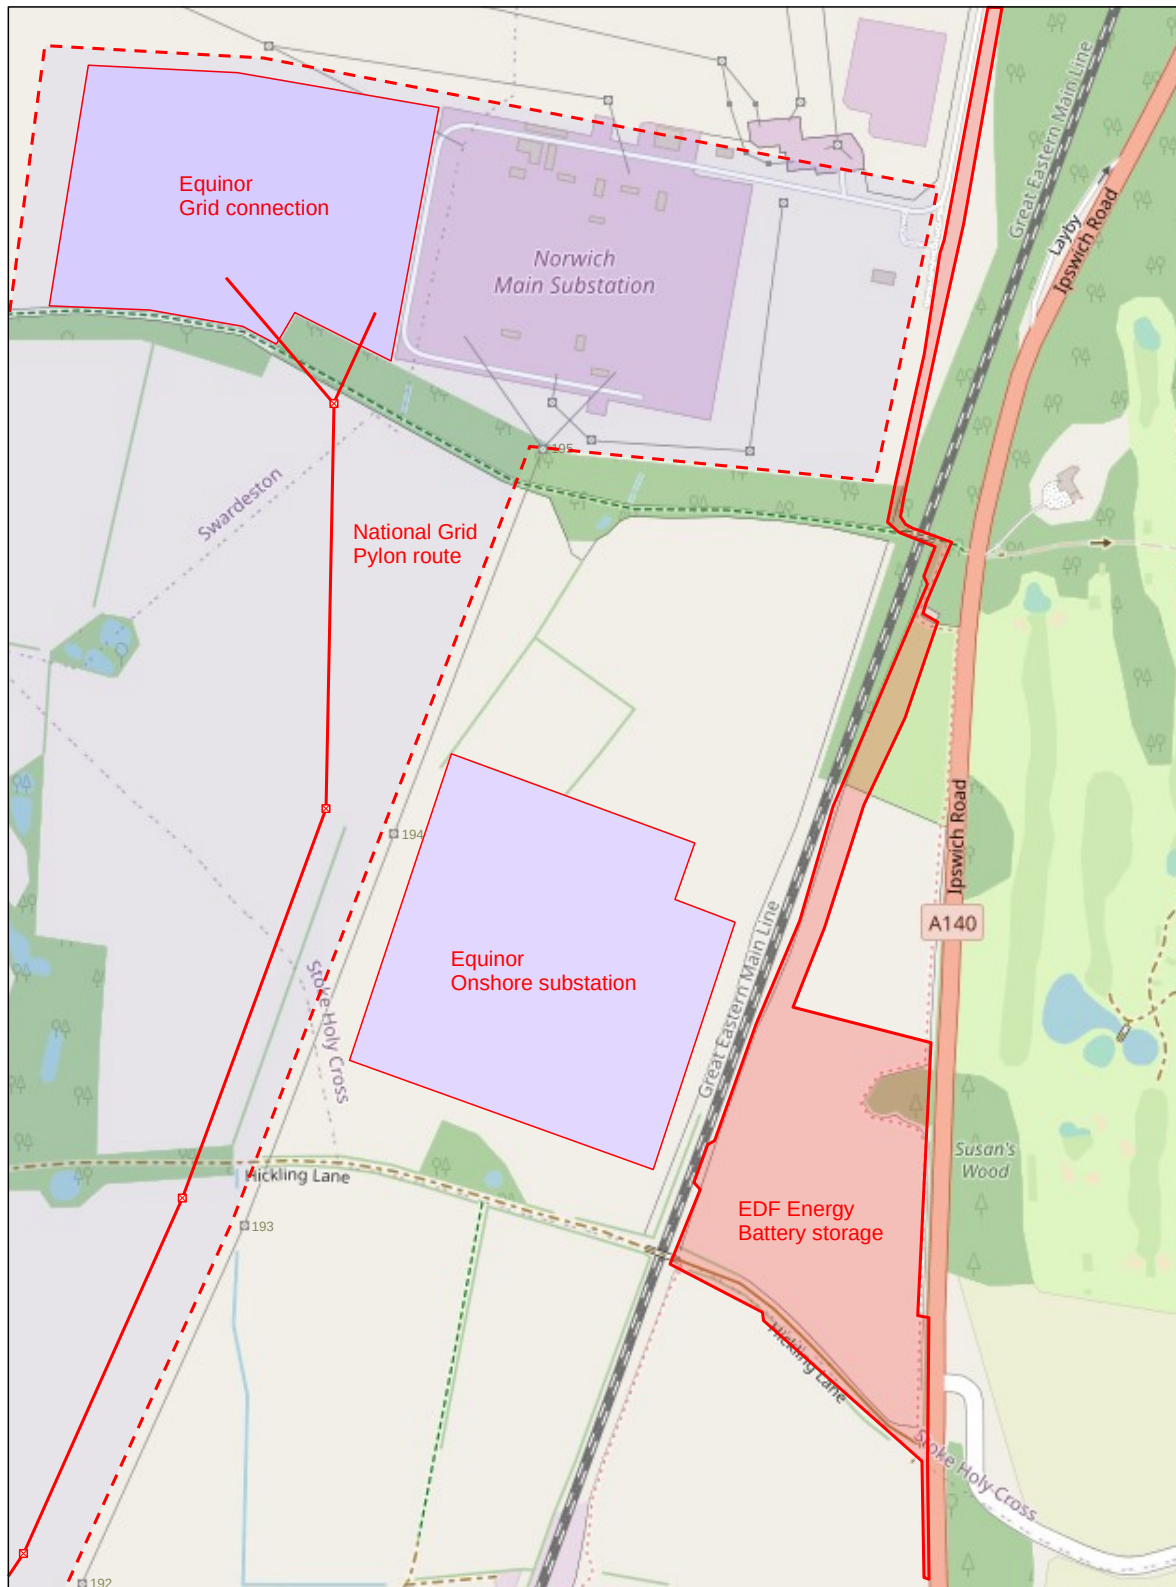 Great Eastern Main Line
Layby
Ipswich Road
Equinor
Grid connection
Norwich
Main Substation
195
Swardeston
National Grid
Pylon route
194
Ipswich Road
A140
Equinor
Onshore substation
Great Eastern Main Line
Stoke Holy Cross
Susan's
Wood
Hickling Lane
193
EDF Energy
Battery storage
Hickling Lane
Stoke Holy Cross
192